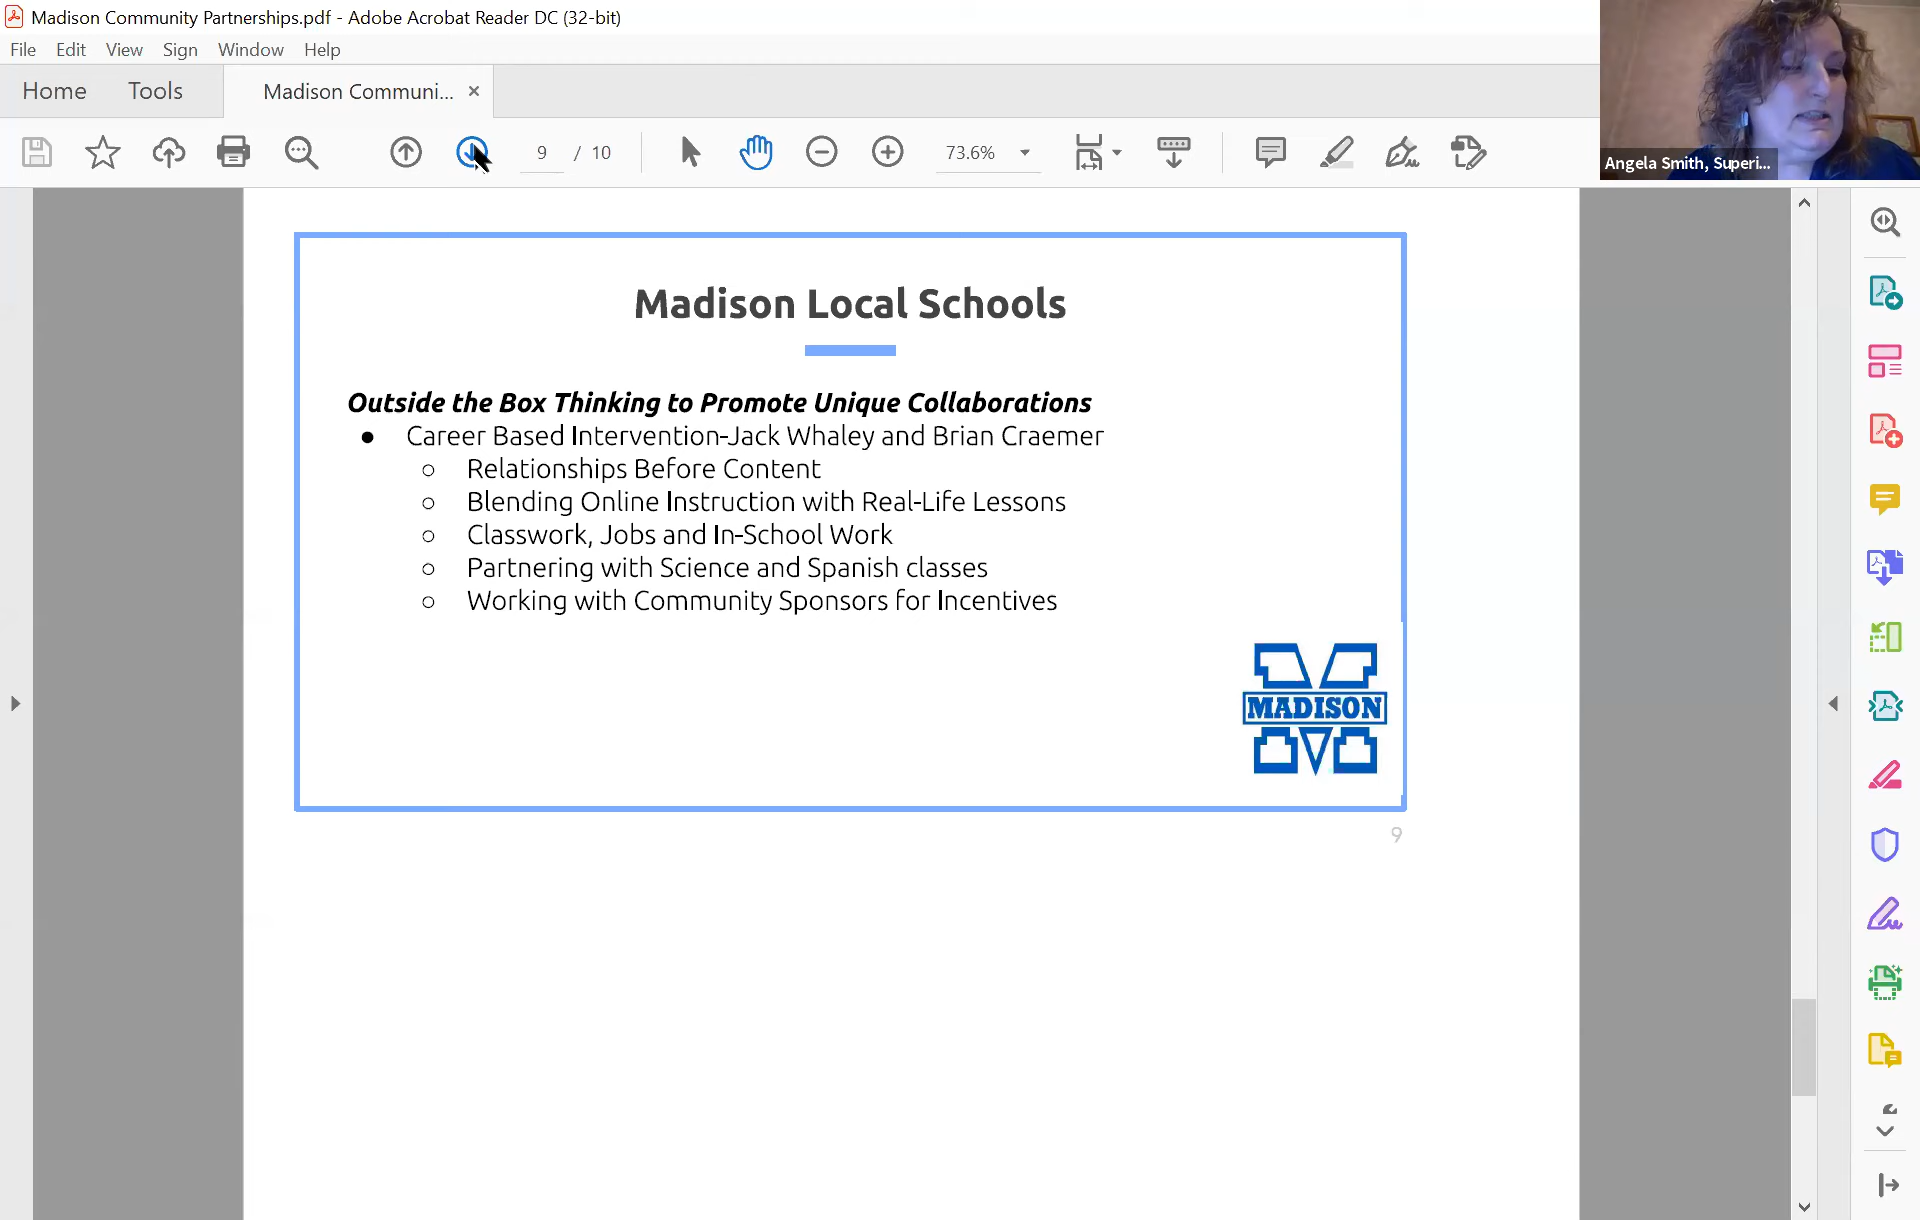 Madison Community Partnerships.pdf - Adobe Acrobat Reader DC (32-bit)
File Edit View Sign Window Help
Home Tools Madison Communi... ×
9 / 10 73.6%
Angela Smith, Superi...
Madison Local Schools
Outside the Box Thinking to Promote Unique Collaborations
● Career Based Intervention-Jack Whaley and Brian Craemer
○ Relationships Before Content
○ Blending Online Instruction with Real-Life Lessons
○ Classwork, Jobs and In-School Work
○ Partnering with Science and Spanish classes
○ Working with Community Sponsors for Incentives
MADISON
9